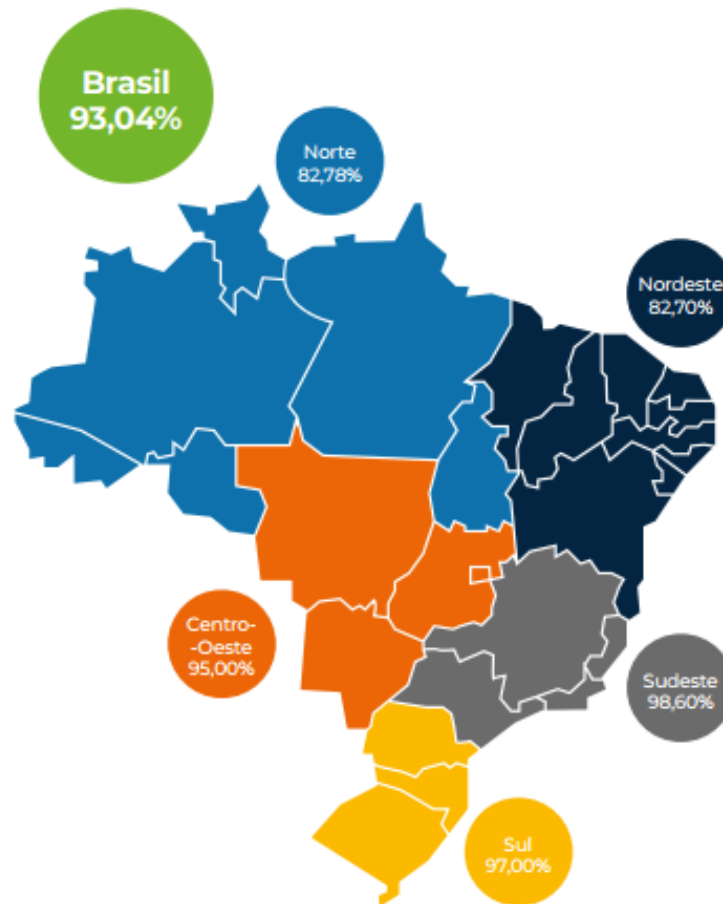 Brasil
93,04%
Norte
82,78%
Nordeste
82,70%
Centro-
-Oeste
95,00%
Sudeste
98,60%
Sul
97,00%